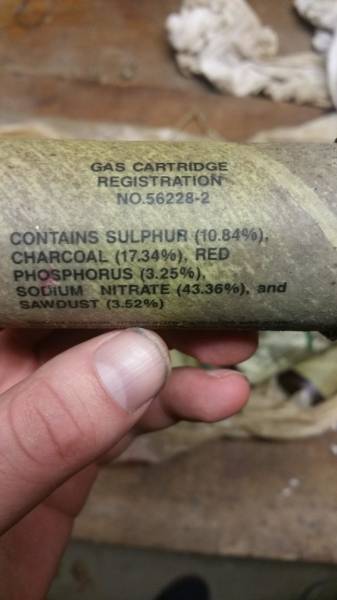 GAS CARTRIDGE
REGISTRATION
NO.56228-2
CONTAINS SULPHUR (10.84%),
CHARCOAL (17.34%), RED
PHOSPHORUS (3.25%),
SODIUM NITRATE (43.36%), and
SAWDUST (3.52%)